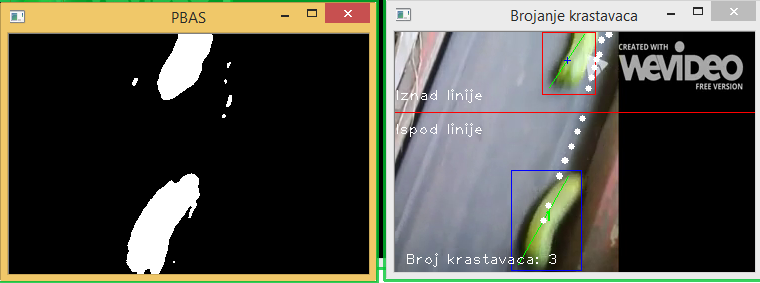 PBAS
Brojanje krastavaca
CREATED WITH
WEVIDEO
FREE VERSION
Iznad linije
Ispod linije
Broj krastavaca: 3